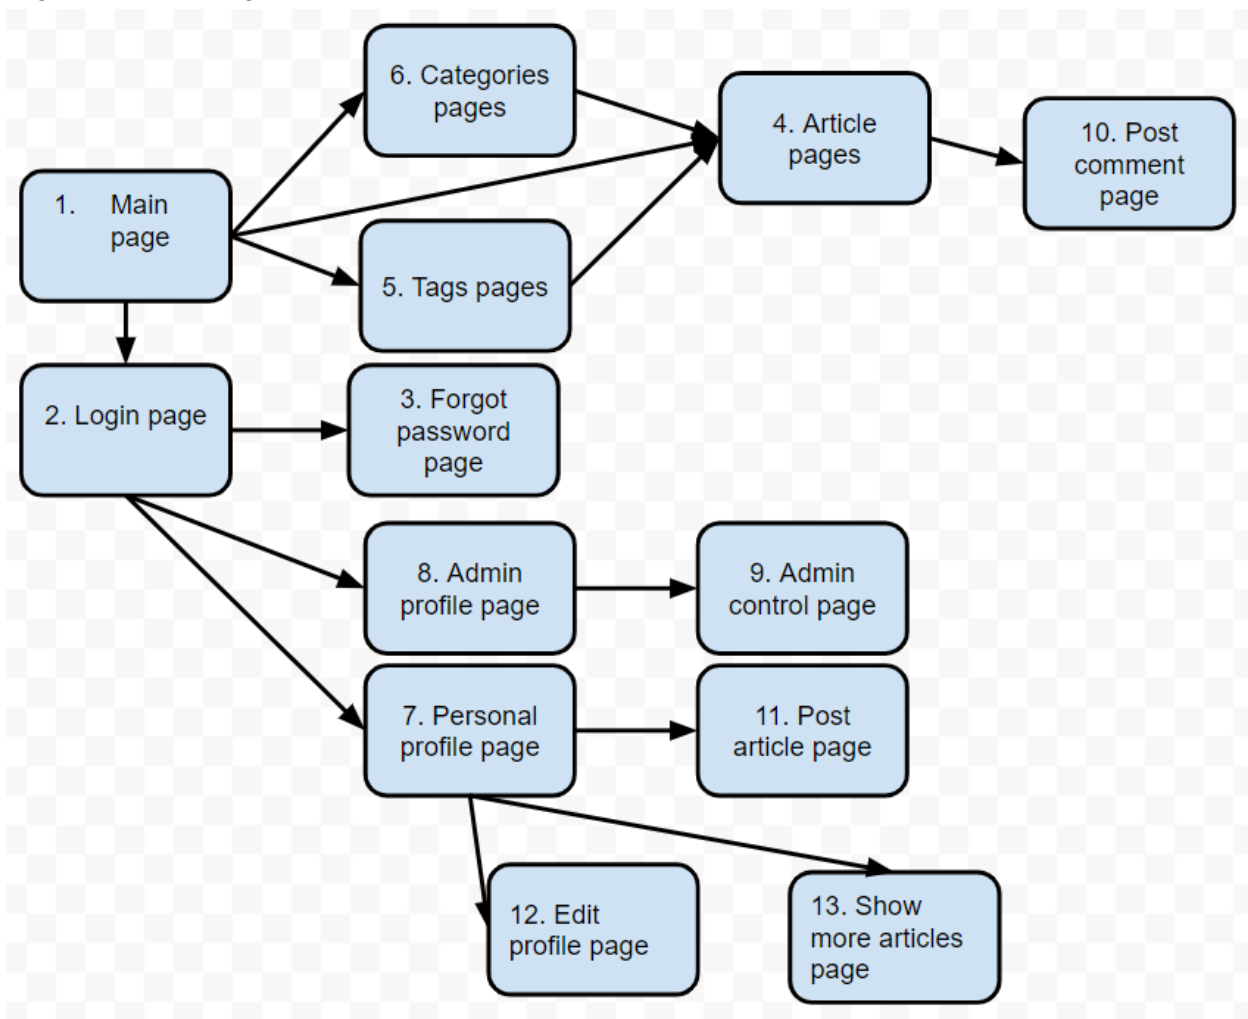 6. Categories
pages
4. Article
pages
10. Post
comment
page
1. Main
page
5. Tags pages
2. Login page
3. Forgot
password
page
8. Admin
profile page
9. Admin
control page
7. Personal
profile page
11. Post
article page
12. Edit
profile page
13. Show
more articles
page